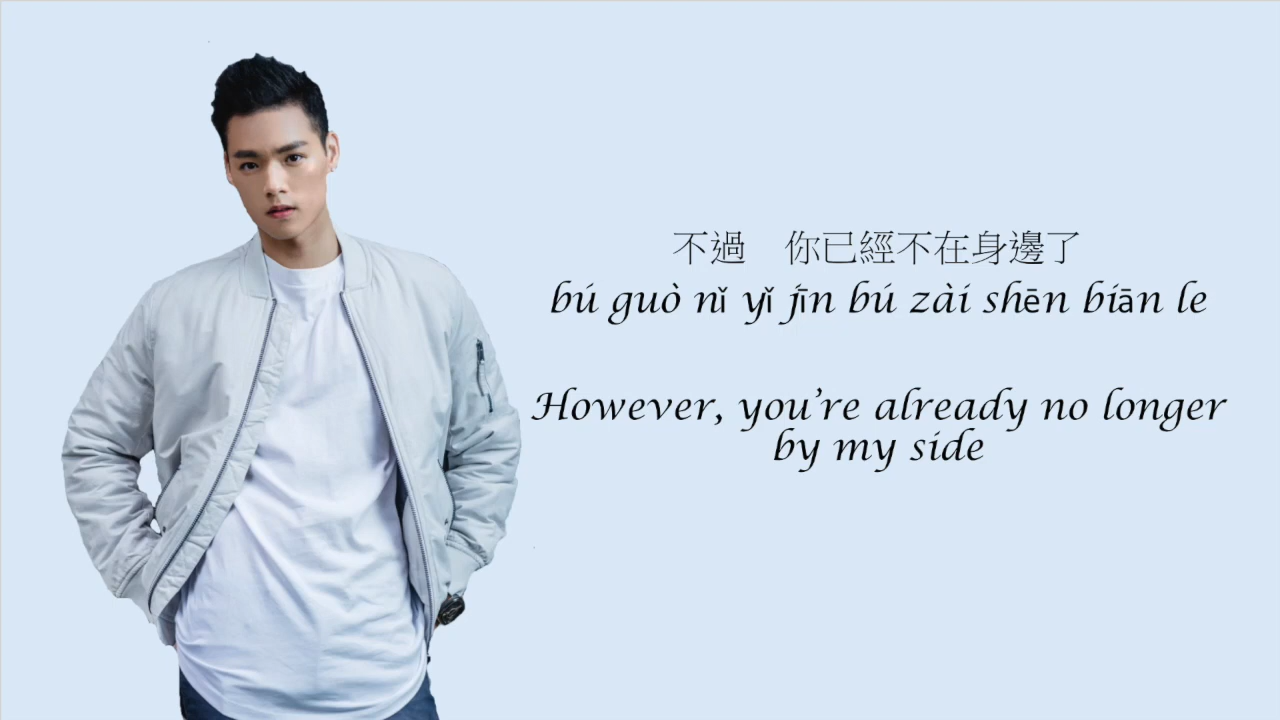 不過　你已經不在身邊了
bú guò nǐ yǐ jīn bú zài shēn biān le
However, you’re already no longer
by my side